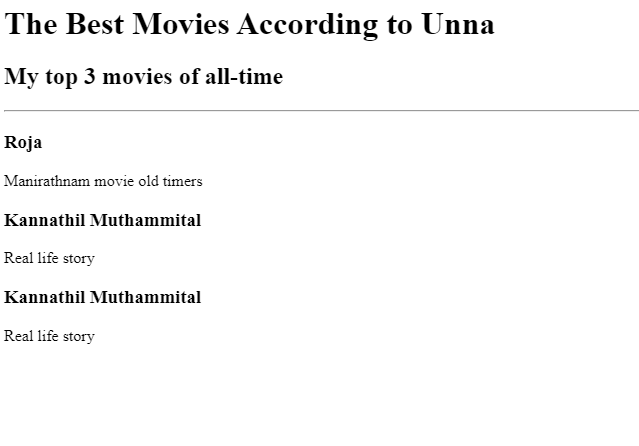 The Best Movies According to Unna
My top 3 movies of all-time
Roja
Manirathnam movie old timers
Kannathil Muthammital
Real life story
Kannathil Muthammital
Real life story